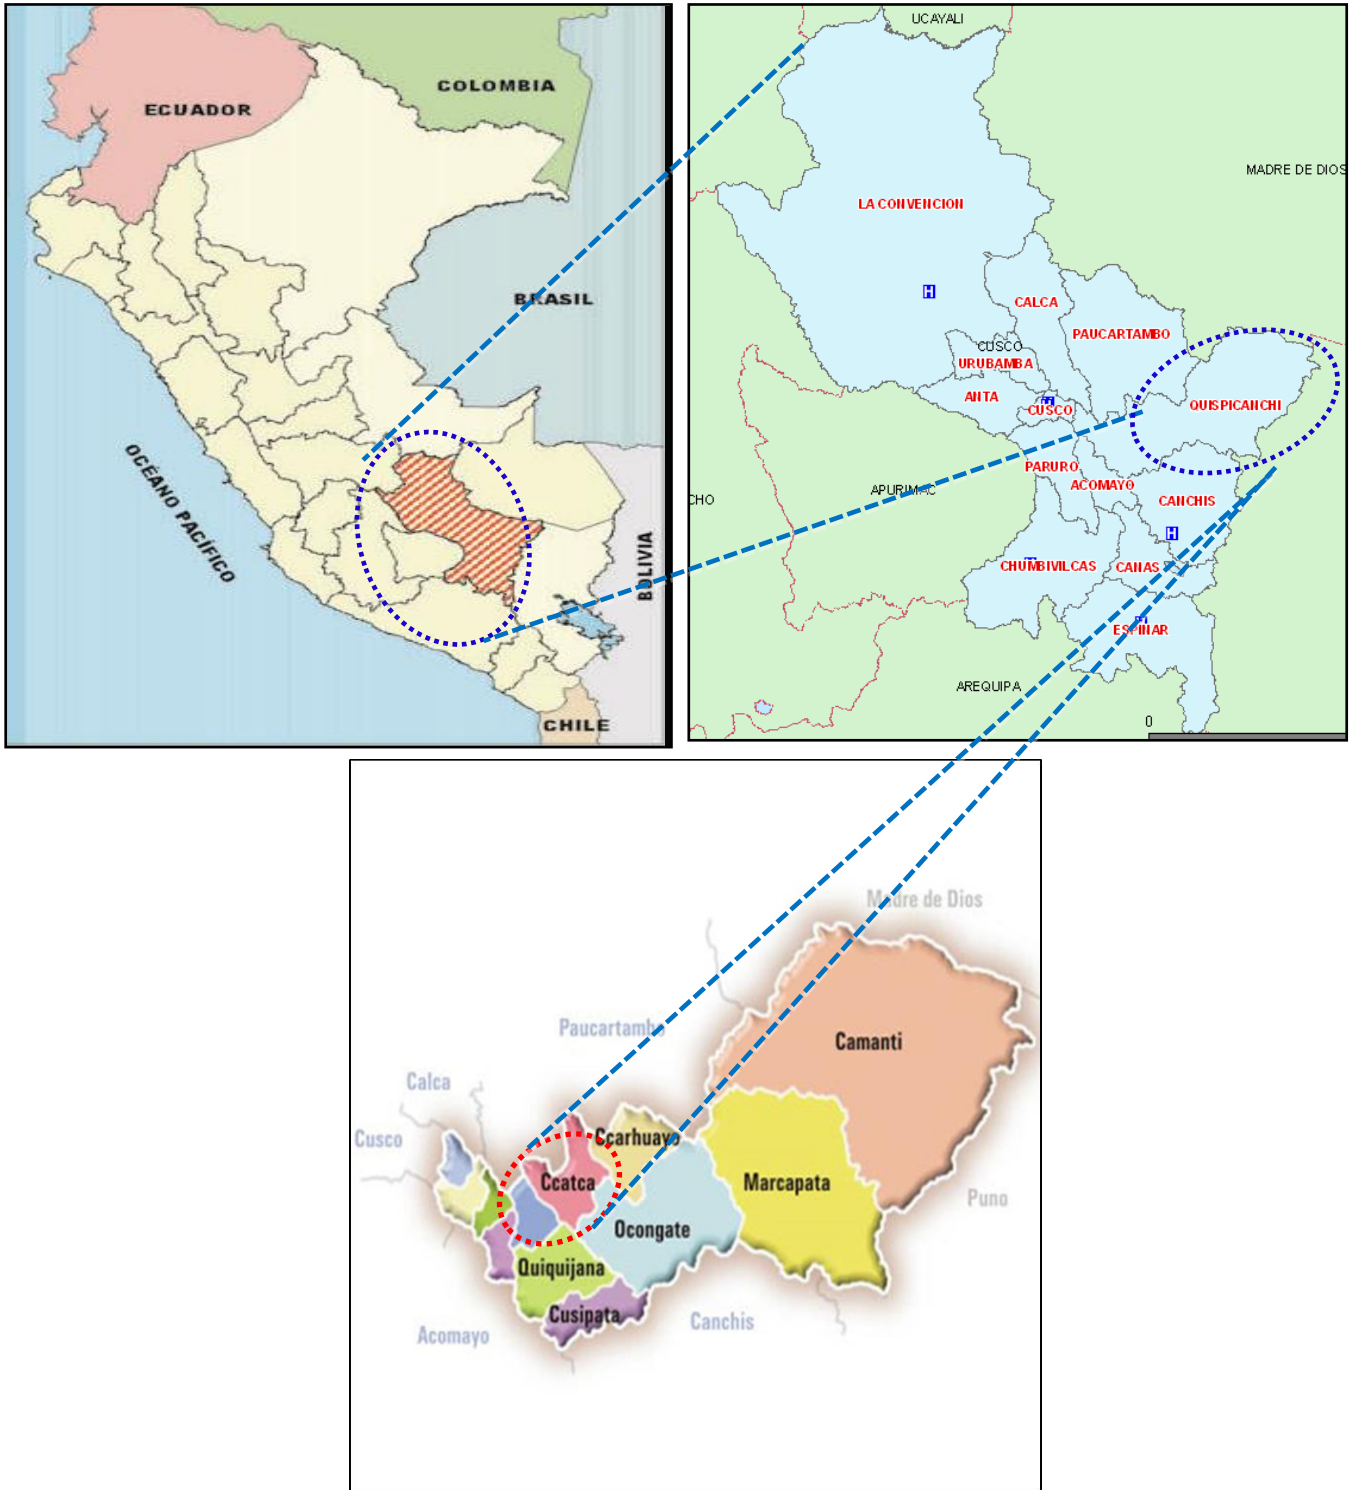 ECUADOR
COLOMBIA
BRASIL
OCÉANO PACÍFICO
BOLIVIA
CHILE
UCAYALI
MADRE DE DIOS
LA CONVENCION
H
CALCA
PAUCARTAMBO
CUSCO
URUBAMBA
ANTA
CUSCO
QUISPICANCHI
PARURO
ACOMAYO
APURIMAC
CHO
CANCHIS
H
CHUMBIVILCAS
CANAS
ESPINAR
AREQUIPA
0
Madre de Dios
Paucartambo
Camanti
Calca
Cusco
Ccarhuayo
Ccatca
Marcapata
Puno
Ocongate
Quiquijana
Cusipata
Acomayo
Canchis